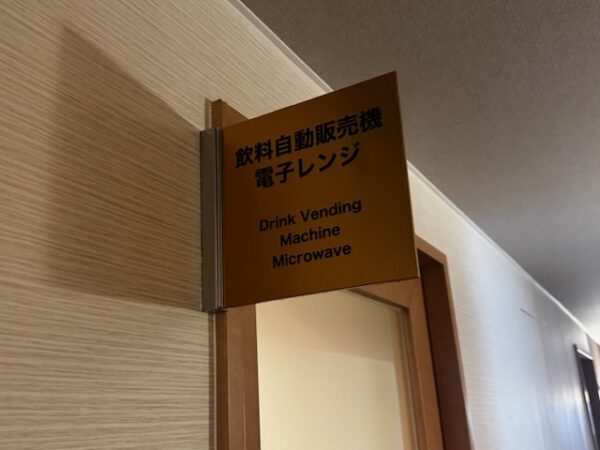 飲料自動販売機
電子レンジ
Drink Vending
Machine
Microwave